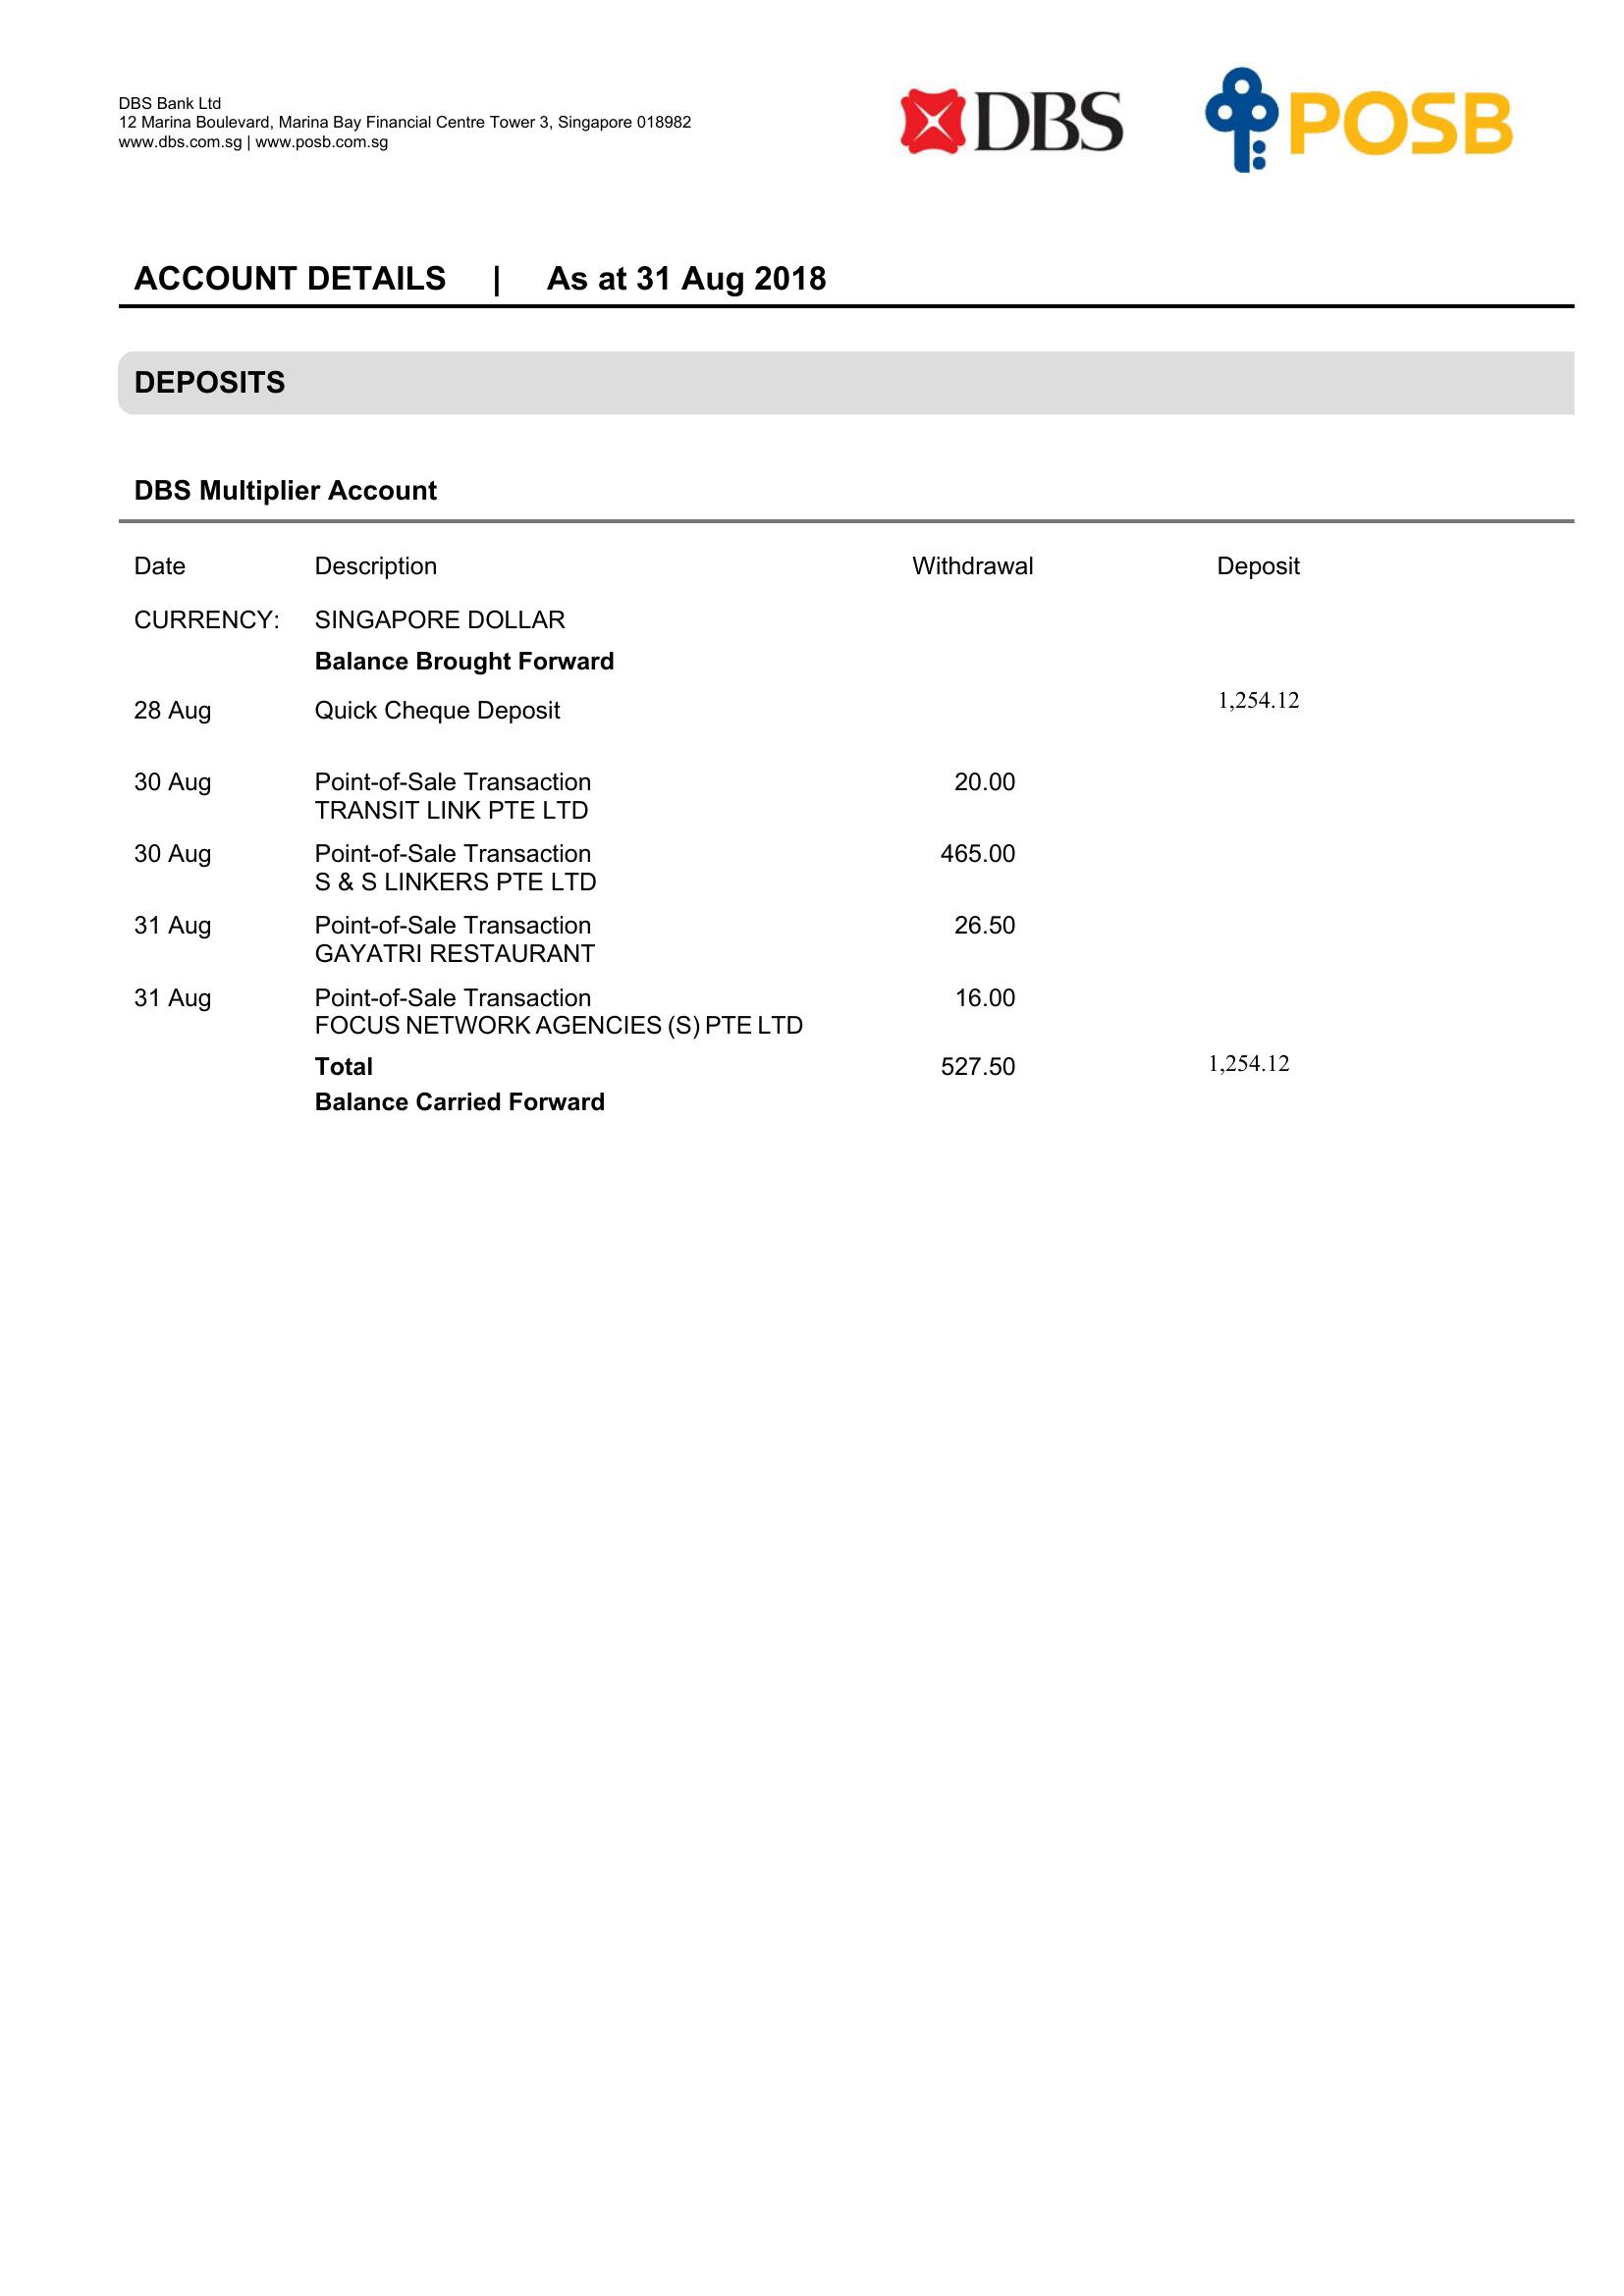 DBS Bank Ltd
12 Marina Boulevard, Marina Bay Financial Centre Tower 3, Singapore 018982
www.dbs.com.sg | www.posb.com.sg
DBS POSB
ACCOUNT DETAILS | As at 31 Aug 2018
DEPOSITS
DBS Multiplier Account
Date Description Withdrawal Deposit
CURRENCY: SINGAPORE DOLLAR
Balance Brought Forward
28 Aug Quick Cheque Deposit 1,254.12
30 Aug Point-of-Sale Transaction 20.00
TRANSIT LINK PTE LTD
30 Aug Point-of-Sale Transaction 465.00
S & S LINKERS PTE LTD
31 Aug Point-of-Sale Transaction 26.50
GAYATRI RESTAURANT
31 Aug Point-of-Sale Transaction 16.00
FOCUS NETWORK AGENCIES (S) PTE LTD
Total 527.50 1,254.12
Balance Carried Forward